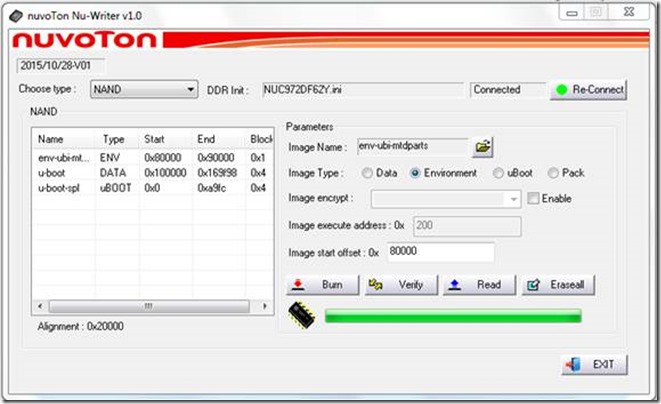 nuvoTon Nu-Writer v1.0
nuvoTon
2015/10/28-V01
Choose type : NAND DDR Init : NUC972DF62Y.ini Connected Re-Connect
NAND
Name Type Start End Block
env-ubi-mt... ENV 0x80000 0x90000 0x1
u-boot DATA 0x100000 0x169f98 0x4
u-boot-spl uBOOT 0x0 0xa9fc 0x4
Alignment : 0x20000
Parameters
Image Name : env-ubi-mtdparts
Image Type : Data Environment uBoot Pack
Image encrypt : Enable
Image execute address : 0x 200
Image start offset : 0x 80000
Burn Verify Read Eraseall
EXIT